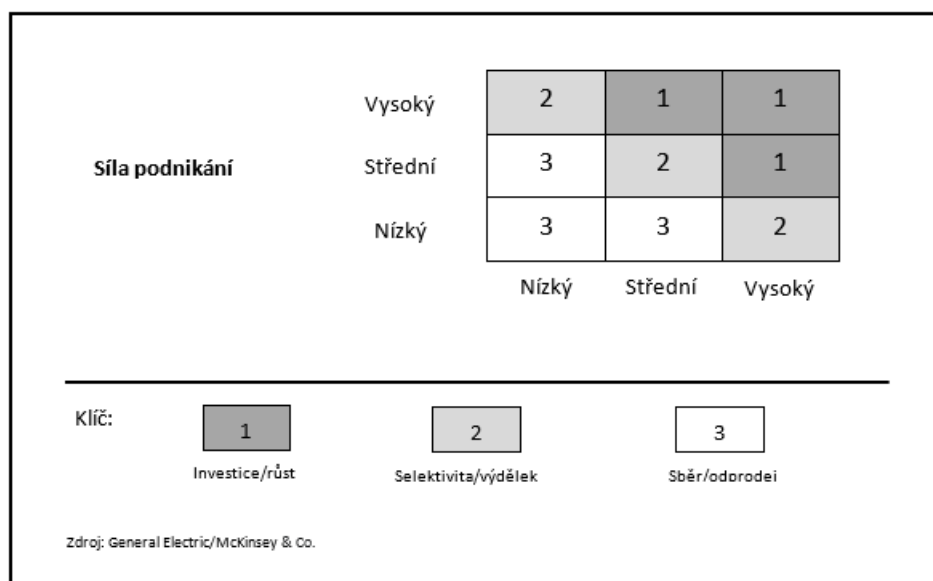 Vysoký 2 1 1
Síla podnikání Střední 3 2 1
Nízký 3 3 2
Nízký Střední Vysoký
Klíč: 1 2 3
Investice/růst Selektivita/výdělek Sběr/odprodej
Zdroj: General Electric/McKinsey & Co.